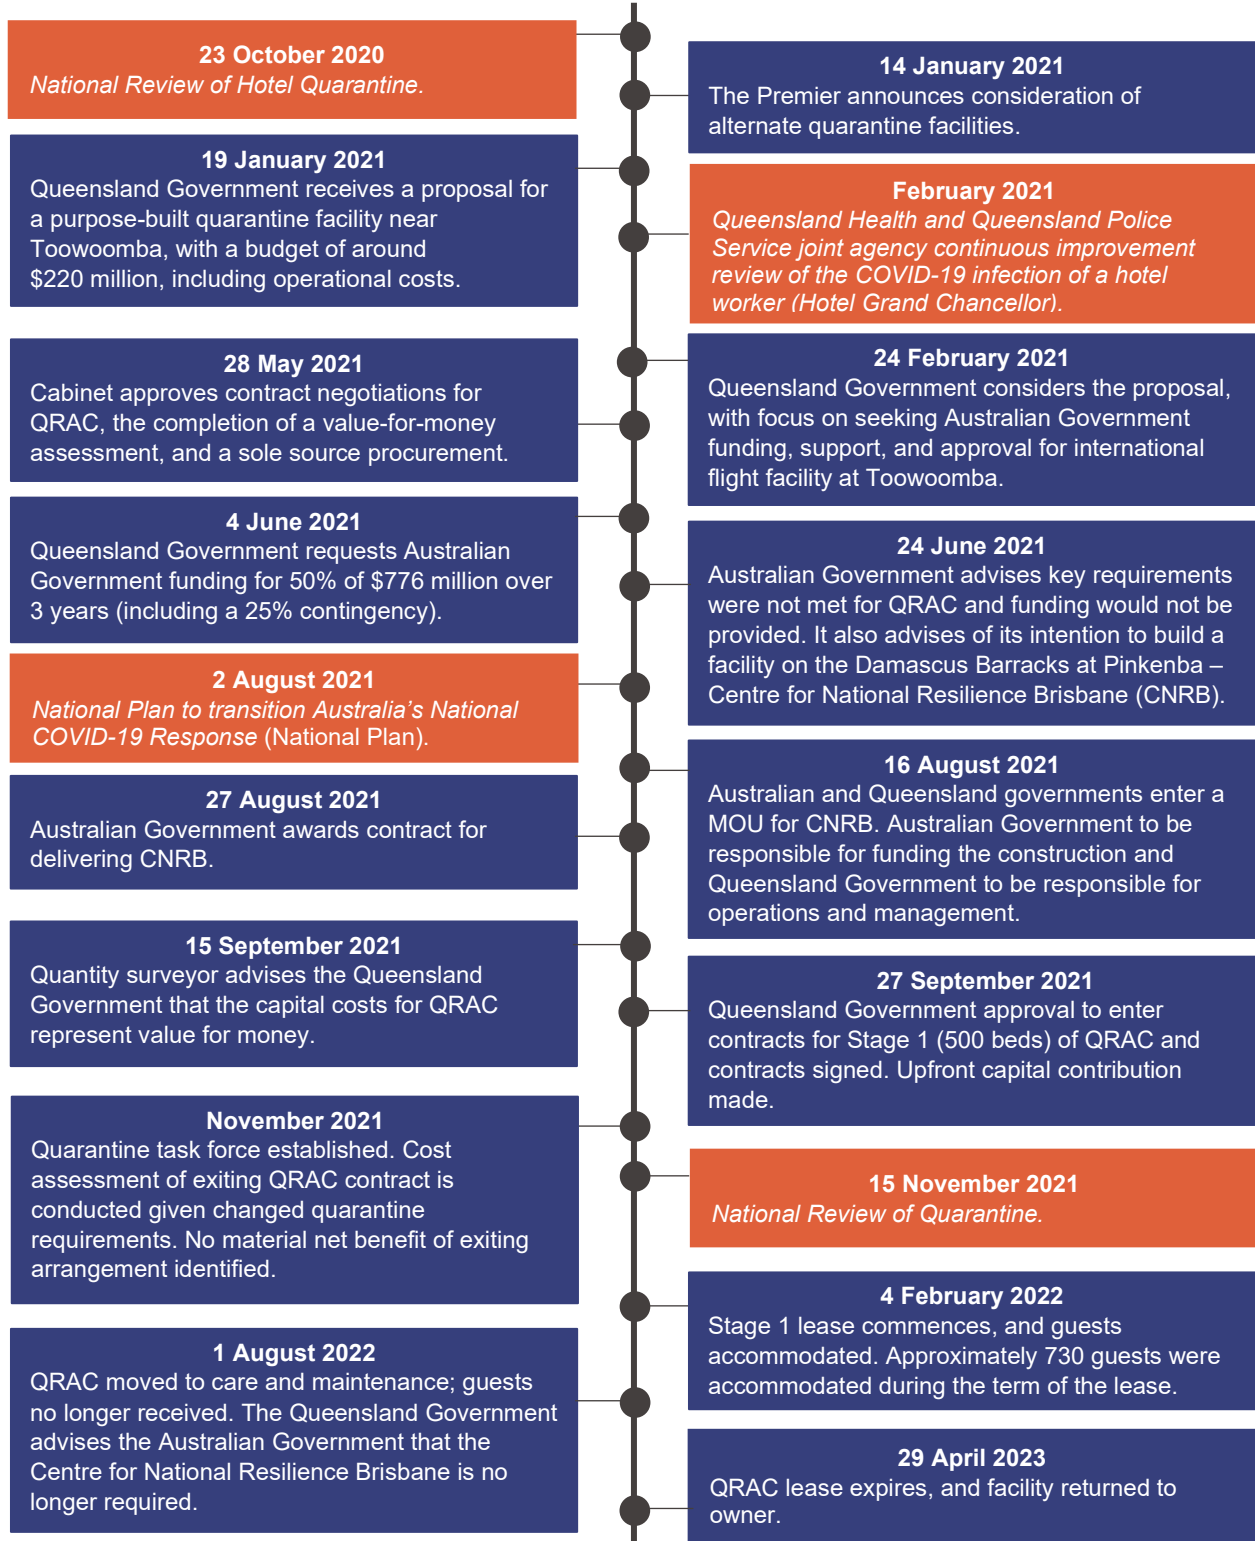 23 October 2020
National Review of Hotel Quarantine.
14 January 2021
The Premier announces consideration of
alternate quarantine facilities.
19 January 2021
Queensland Government receives a proposal for
a purpose-built quarantine facility near
Toowoomba, with a budget of around
$220 million, including operational costs.
February 2021
Queensland Health and Queensland Police
Service joint agency continuous improvement
review of the COVID-19 infection of a hotel
worker (Hotel Grand Chancellor).
24 February 2021
Queensland Government considers the proposal,
with focus on seeking Australian Government
funding, support, and approval for international
flight facility at Toowoomba.
28 May 2021
Cabinet approves contract negotiations for
QRAC, the completion of a value-for-money
assessment, and a sole source procurement.
4 June 2021
Queensland Government requests Australian
Government funding for 50% of $776 million over
3 years (including a 25% contingency).
24 June 2021
Australian Government advises key requirements
were not met for QRAC and funding would not be
provided. It also advises of its intention to build a
facility on the Damascus Barracks at Pinkenba –
Centre for National Resilience Brisbane (CNRB).
2 August 2021
National Plan to transition Australia’s National
COVID-19 Response (National Plan).
16 August 2021
Australian and Queensland governments enter a
MOU for CNRB. Australian Government to be
responsible for funding the construction and
Queensland Government to be responsible for
operations and management.
27 August 2021
Australian Government awards contract for
delivering CNRB.
15 September 2021
Quantity surveyor advises the Queensland
Government that the capital costs for QRAC
represent value for money.
27 September 2021
Queensland Government approval to enter
contracts for Stage 1 (500 beds) of QRAC and
contracts signed. Upfront capital contribution
made.
November 2021
Quarantine task force established. Cost
assessment of exiting QRAC contract is
conducted given changed quarantine
requirements. No material net benefit of exiting
arrangement identified.
15 November 2021
National Review of Quarantine.
4 February 2022
Stage 1 lease commences, and guests
accommodated. Approximately 730 guests were
accommodated during the term of the lease.
1 August 2022
QRAC moved to care and maintenance; guests
no longer received. The Queensland Government
advises the Australian Government that the
Centre for National Resilience Brisbane is no
longer required.
29 April 2023
QRAC lease expires, and facility returned to
owner.